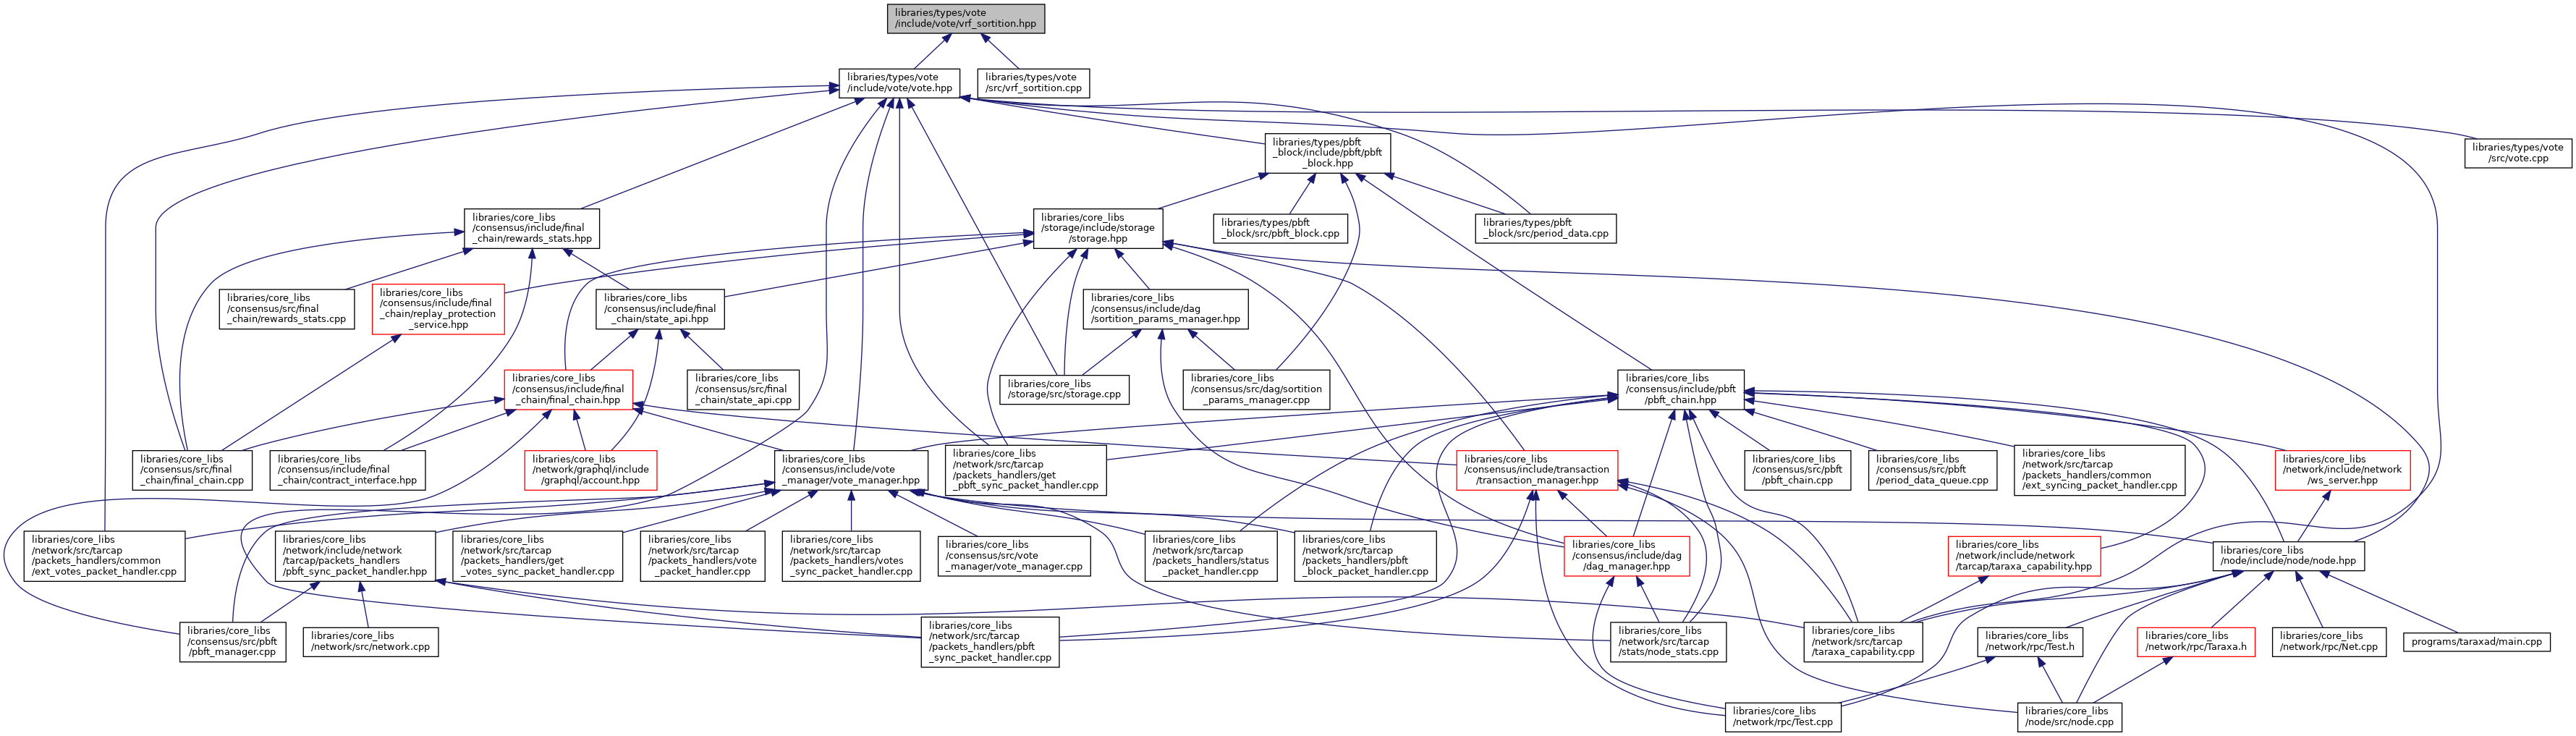 libraries/types/vote
/include/vote/vrf_sortition.hpp
libraries/types/vote
/include/vote/vote.hpp
libraries/types/vote
/src/vrf_sortition.cpp
libraries/types/pbft
_block/include/pbft/pbft
_block.hpp
libraries/types/vote
/src/vote.cpp
libraries/core_libs
/consensus/include/final
_chain/rewards_stats.hpp
libraries/core_libs
/storage/include/storage
/storage.hpp
libraries/types/pbft
_block/src/pbft_block.cpp
libraries/types/pbft
_block/src/period_data.cpp
libraries/core_libs
/consensus/src/final
_chain/rewards_stats.cpp
libraries/core_libs
/consensus/include/final
_chain/replay_protection
_service.hpp
libraries/core_libs
/consensus/include/final
_chain/state_api.hpp
libraries/core_libs
/consensus/include/dag
/sortition_params_manager.hpp
libraries/core_libs
/consensus/include/final
_chain/final_chain.hpp
libraries/core_libs
/consensus/src/final
_chain/state_api.cpp
libraries/core_libs
/storage/src/storage.cpp
libraries/core_libs
/consensus/src/dag/sortition
_params_manager.cpp
libraries/core_libs
/consensus/include/pbft
/pbft_chain.hpp
libraries/core_libs
/consensus/src/final
_chain/final_chain.cpp
libraries/core_libs
/consensus/include/final
_chain/contract_interface.hpp
libraries/core_libs
/network/graphql/include
/graphql/account.hpp
libraries/core_libs
/consensus/include/vote
_manager/vote_manager.hpp
libraries/core_libs
/network/src/tarcap
/packets_handlers/get
_pbft_sync_packet_handler.cpp
libraries/core_libs
/consensus/include/transaction
/transaction_manager.hpp
libraries/core_libs
/consensus/src/pbft
/pbft_chain.cpp
libraries/core_libs
/consensus/src/pbft
/period_data_queue.cpp
libraries/core_libs
/network/src/tarcap
/packets_handlers/common
/ext_syncing_packet_handler.cpp
libraries/core_libs
/network/include/network
/ws_server.hpp
libraries/core_libs
/network/src/tarcap
/packets_handlers/common
/ext_votes_packet_handler.cpp
libraries/core_libs
/network/include/network
/tarcap/packets_handlers
/pbft_sync_packet_handler.hpp
libraries/core_libs
/network/src/tarcap
/packets_handlers/get
_votes_sync_packet_handler.cpp
libraries/core_libs
/network/src/tarcap
/packets_handlers/vote
_packet_handler.cpp
libraries/core_libs
/network/src/tarcap
/packets_handlers/votes
_sync_packet_handler.cpp
libraries/core_libs
/consensus/src/vote
_manager/vote_manager.cpp
libraries/core_libs
/network/src/tarcap
/packets_handlers/status
_packet_handler.cpp
libraries/core_libs
/network/src/tarcap
/packets_handlers/pbft
_block_packet_handler.cpp
libraries/core_libs
/consensus/include/dag
/dag_manager.hpp
libraries/core_libs
/network/include/network
/tarcap/taraxa_capability.hpp
libraries/core_libs
/node/include/node/node.hpp
libraries/core_libs
/consensus/src/pbft
/pbft_manager.cpp
libraries/core_libs
/network/src/network.cpp
libraries/core_libs
/network/src/tarcap
/packets_handlers/pbft
_sync_packet_handler.cpp
libraries/core_libs
/network/src/tarcap
/stats/node_stats.cpp
libraries/core_libs
/network/src/tarcap
/taraxa_capability.cpp
libraries/core_libs
/network/rpc/Test.h
libraries/core_libs
/network/rpc/Taraxa.h
libraries/core_libs
/network/rpc/Net.cpp
programs/taraxad/main.cpp
libraries/core_libs
/network/rpc/Test.cpp
libraries/core_libs
/node/src/node.cpp